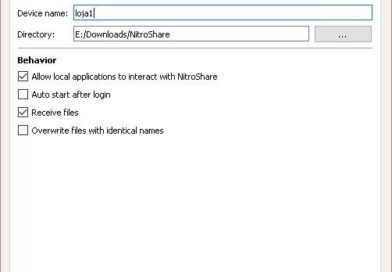 Device name: loja1
Directory: E:/Downloads/NitroShare ...
Behavior
Allow local applications to interact with NitroShare
Auto start after login
Receive files
Overwrite files with identical names